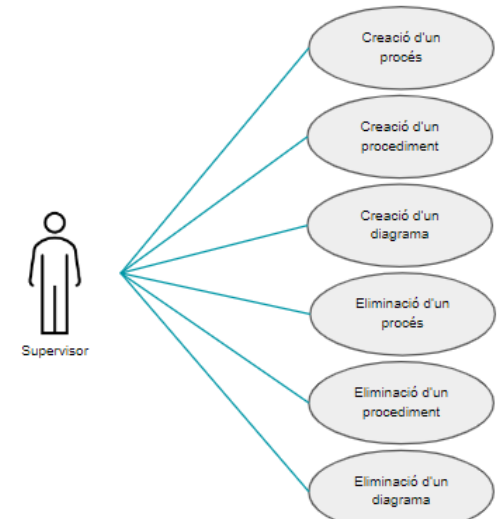 Creació d'un
procés
Creació d'un
procediment
Creació d'un
diagrama
Eliminació d'un
procés
Supervisor
Eliminació d'un
procediment
Eliminació d'un
diagrama